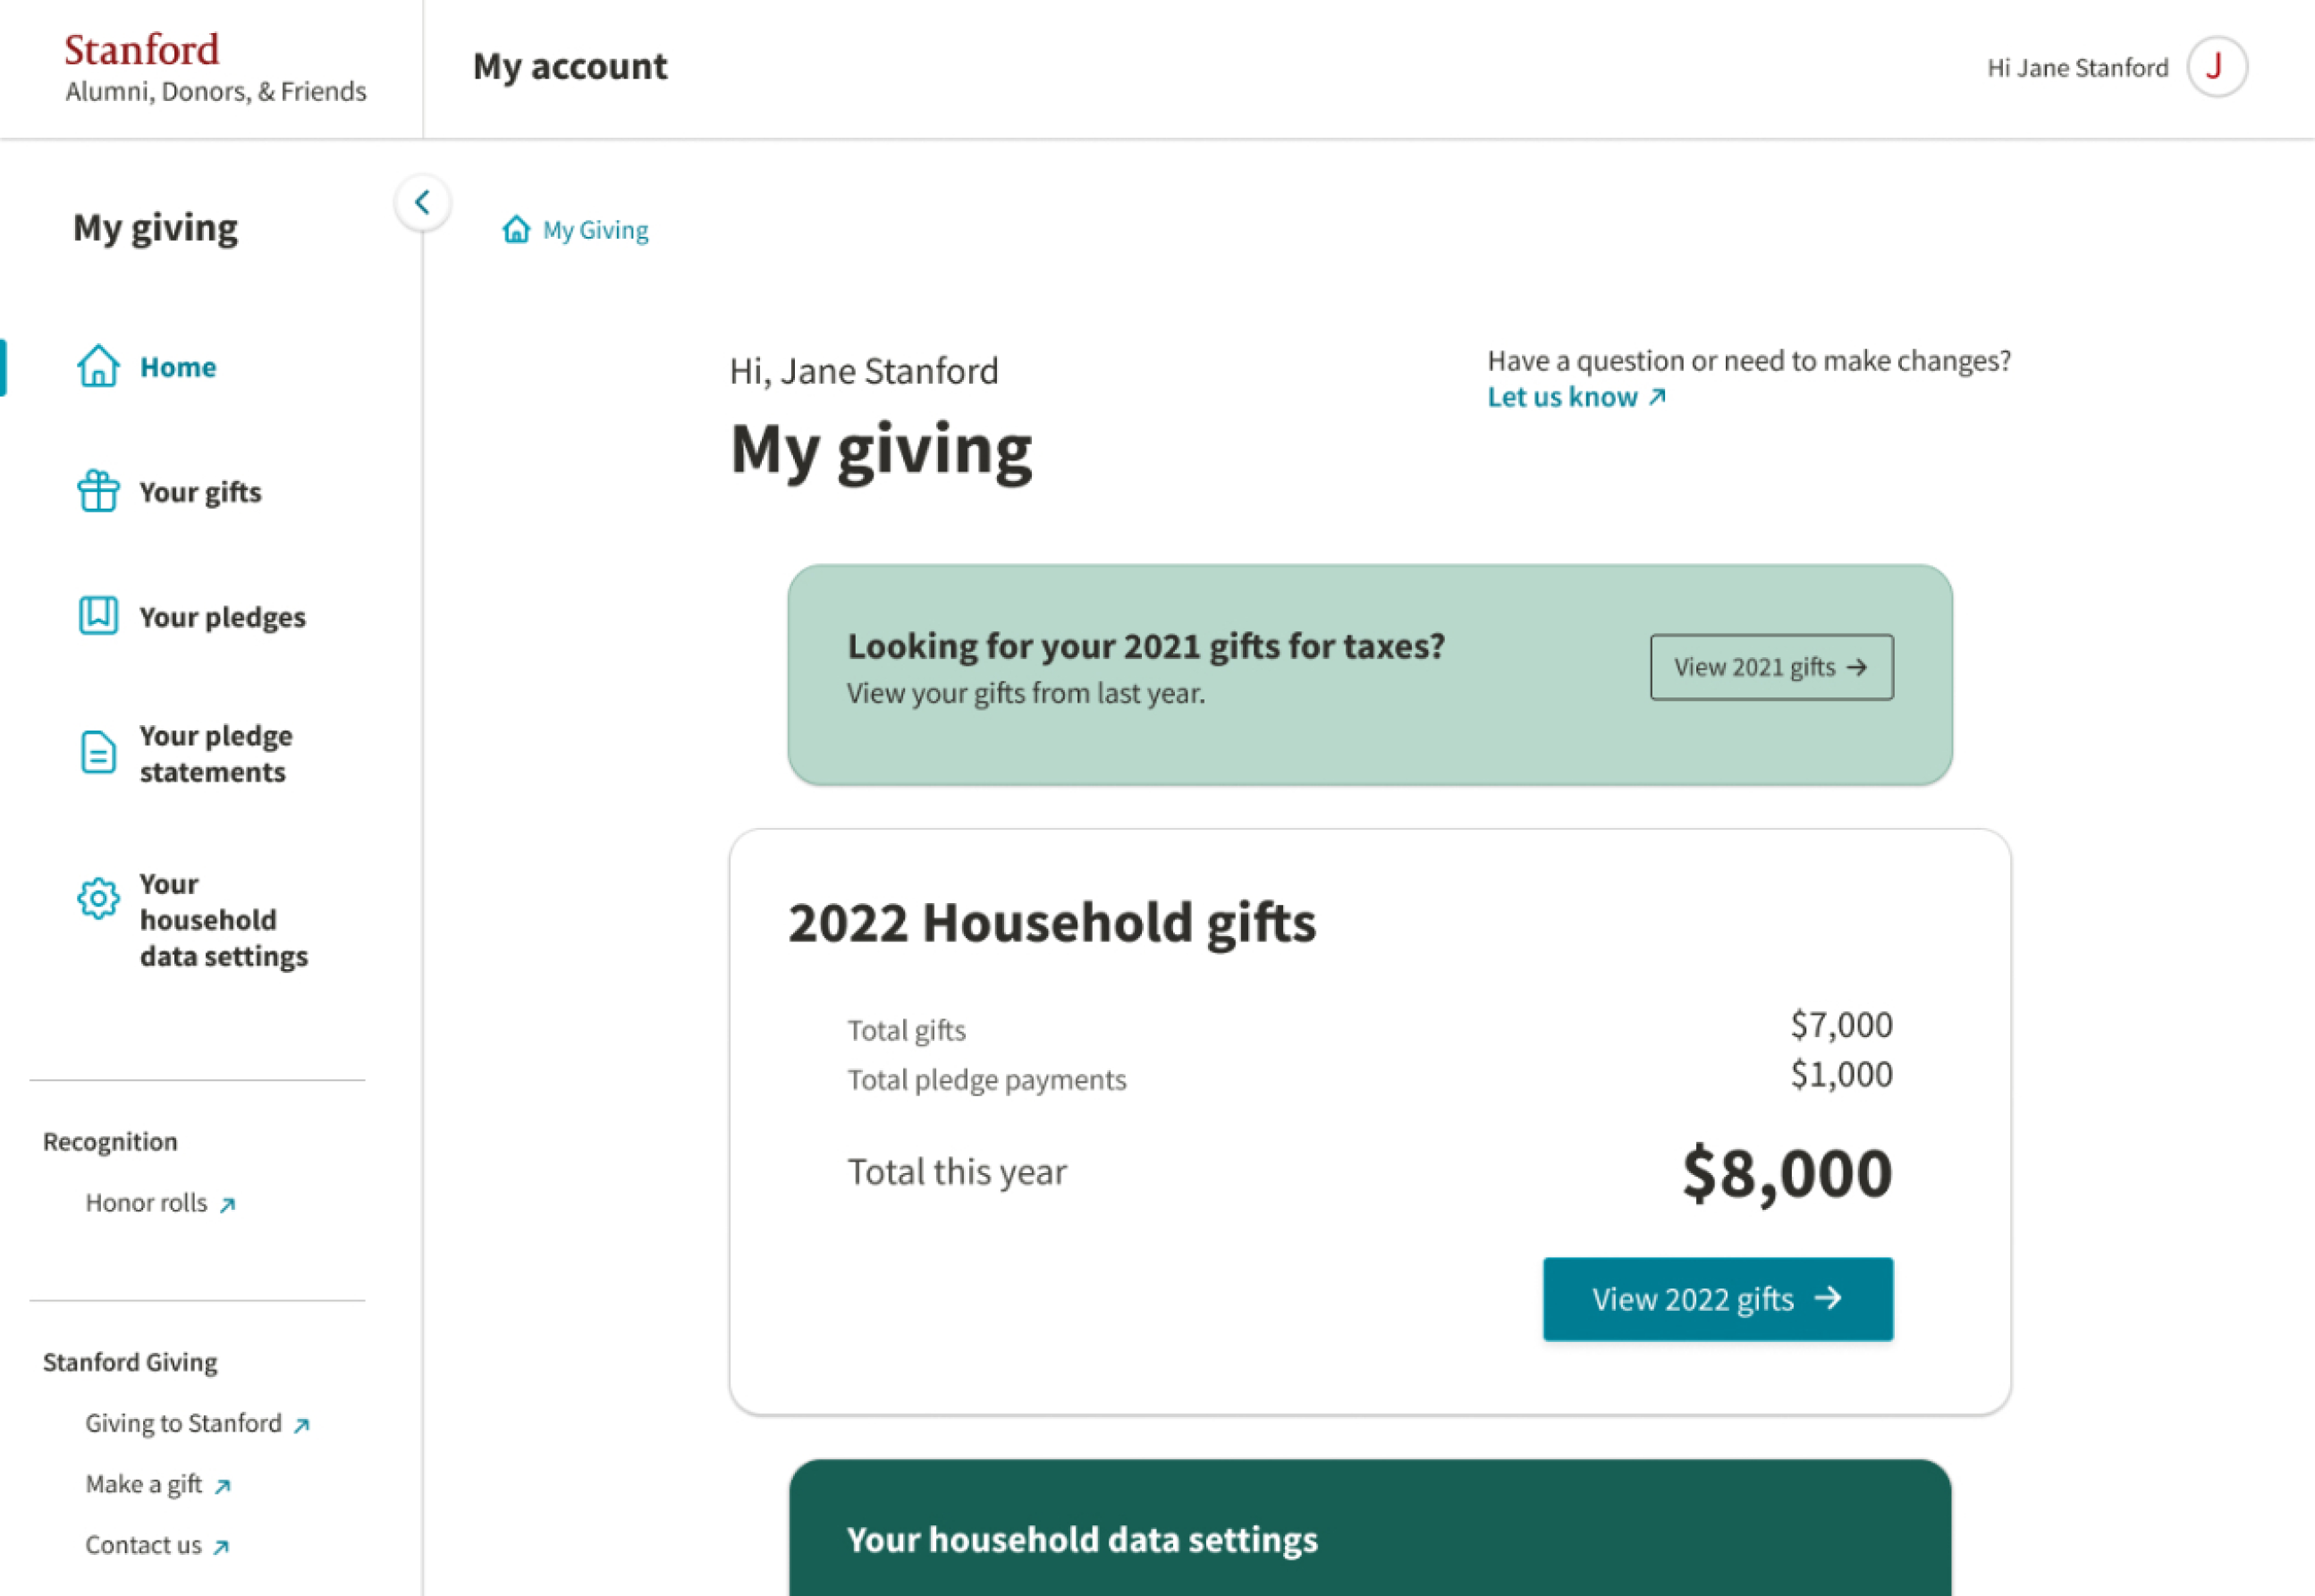 Stanford
Alumni, Donors, & Friends
My account
Hi Jane Stanford
J
My giving
Home
Your gifts
Your pledges
Your pledge
statements
Your
household
data settings
Recognition
Honor rolls
Stanford Giving
Giving to Stanford
Make a gift
Contact us
My Giving
Hi, Jane Stanford
My giving
Have a question or need to make changes?
Let us know
Looking for your 2021 gifts for taxes?
View your gifts from last year.
View 2021 gifts
2022 Household gifts
Total gifts $7,000
Total pledge payments $1,000
Total this year $8,000
View 2022 gifts
Your household data settings